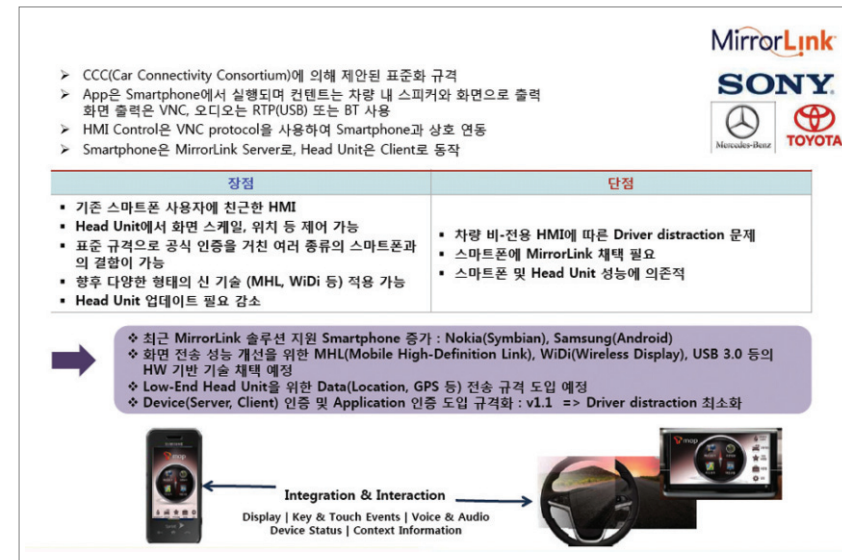 MirrorLink
➤ CCC(Car Connectivity Consortium)에 의해 제안된 표준화 규격
➤ App은 Smartphone에서 실행되며 컨텐트는 차량 내 스피커와 화면으로 출력
화면 출력은 VNC, 오디오는 RTP(USB) 또는 BT 사용
➤ HMI Control은 VNC protocol을 사용하여 Smartphone과 상호 연동
➤ Smartphone은 MirrorLink Server로, Head Unit은 Client로 동작
SONY
Mercedes-Benz
TOYOTA
장점
▪ 기존 스마트폰 사용자에 친근한 HMI
▪ Head Unit에서 화면 스케일, 위치 등 제어 가능
▪ 표준 규격으로 공식 인증을 거친 여러 종류의 스마트폰과
의 결합이 가능
▪ 향후 다양한 형태의 신 기술 (MHL, WiDi 등) 적용 가능
▪ Head Unit 업데이트 필요 감소
단점
▪ 차량 비-전용 HMI에 따른 Driver distraction 문제
▪ 스마트폰에 MirrorLink 채택 필요
▪ 스마트폰 및 Head Unit 성능에 의존적
❖ 최근 MirrorLink 솔루션 지원 Smartphone 증가 : Nokia(Symbian), Samsung(Android)
❖ 화면 전송 성능 개선을 위한 MHL(Mobile High-Definition Link), WiDi(Wireless Display), USB 3.0 등의
HW 기반 기술 채택 예정
❖ Low-End Head Unit을 위한 Data(Location, GPS 등) 전송 규격 도입 예정
❖ Device(Server, Client) 인증 및 Application 인증 도입 규격화 : v1.1 => Driver distraction 최소화
map
map
Integration & Interaction
Display | Key & Touch Events | Voice & Audio
Device Status | Context Information